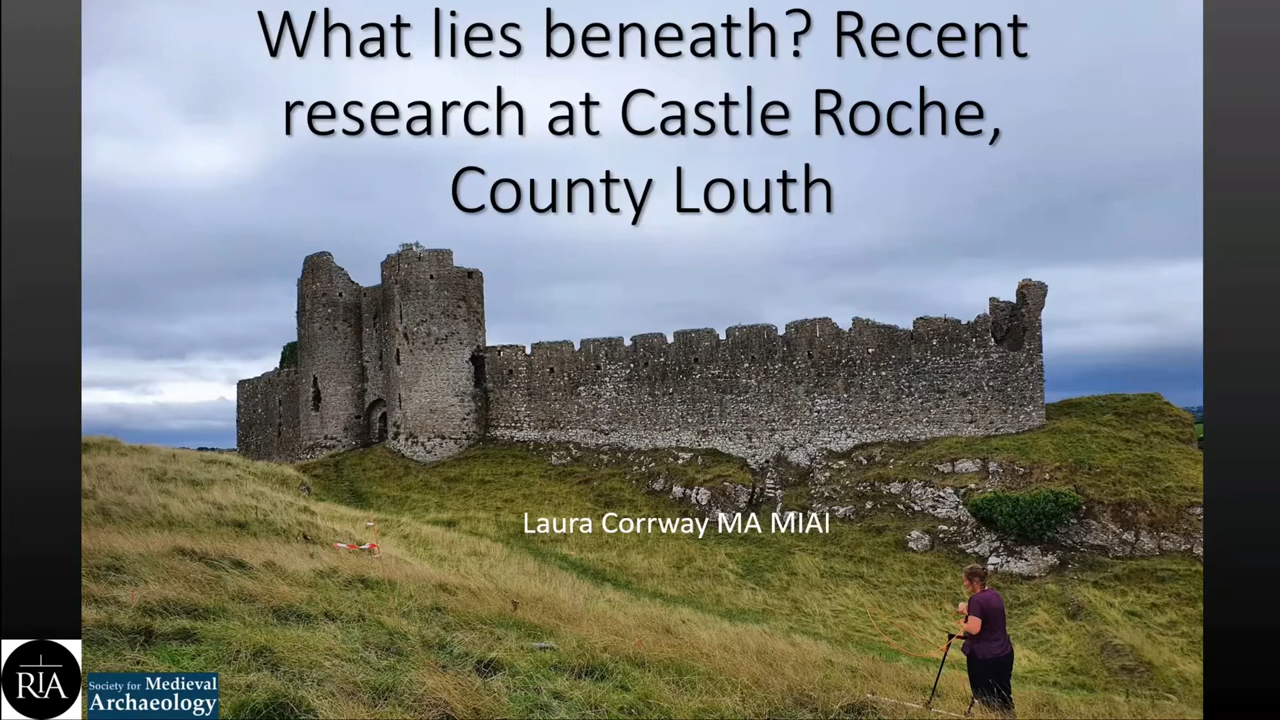 What lies beneath? Recent
research at Castle Roche,
County Louth
Laura Corrway MA MIAI
RIA
Society for Medieval
Archaeology